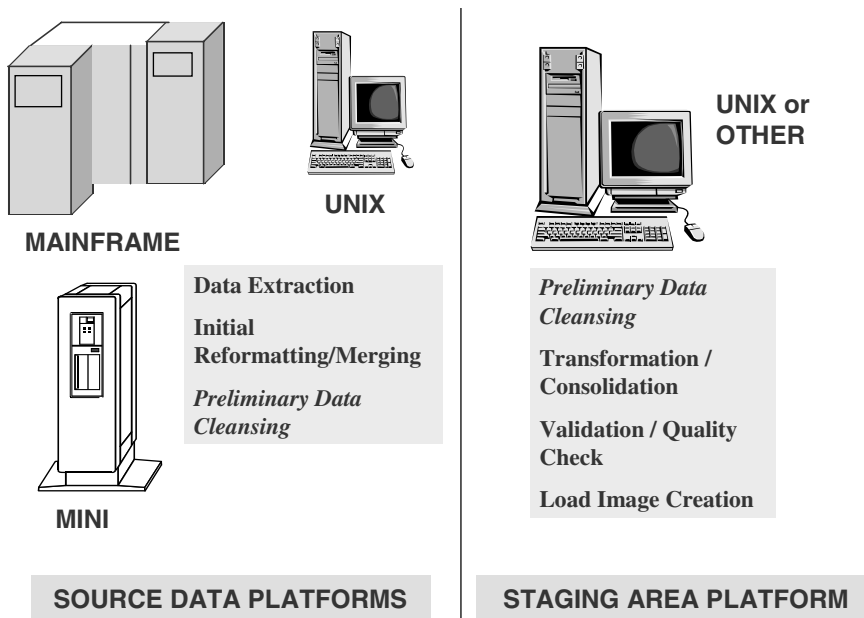 MAINFRAME
UNIX
MINI
Data Extraction
Initial
Reformatting/Merging
Preliminary Data
Cleansing
SOURCE DATA PLATFORMS
UNIX or
OTHER
Preliminary Data
Cleansing
Transformation /
Consolidation
Validation / Quality
Check
Load Image Creation
STAGING AREA PLATFORM